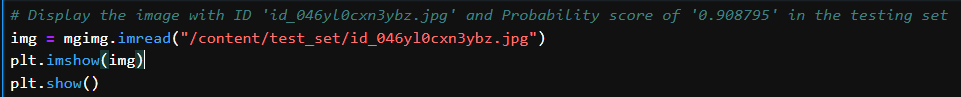 # Display the image with ID 'id_046yl0cxn3ybz.jpg' and Probability score of '0.908795' in the testing set
img = mgimg.imread("/content/test_set/id_046yl0cxn3ybz.jpg")
plt.imshow(img)
plt.show()